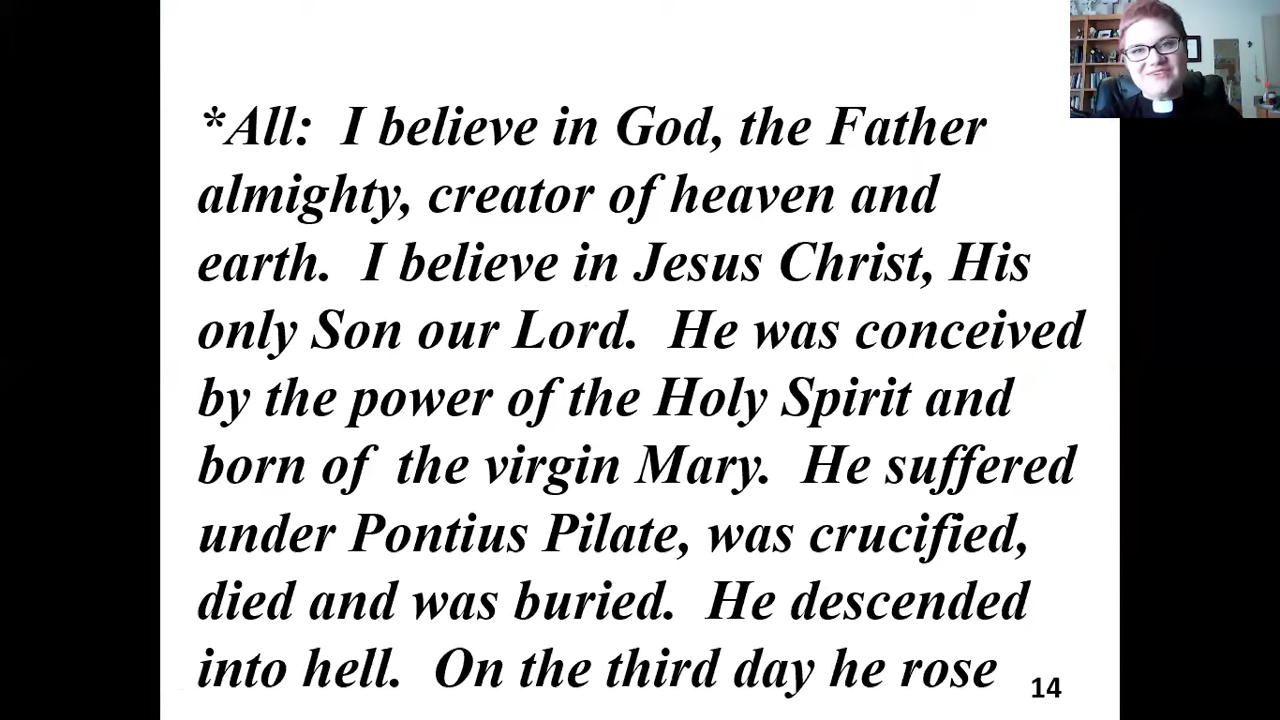 *All:  I believe in God, the Father
almighty, creator of heaven and
earth.  I believe in Jesus Christ, His
only Son our Lord.  He was conceived
by the power of the Holy Spirit and
born of  the virgin Mary.  He suffered
under Pontius Pilate, was crucified,
died and was buried.  He descended
into hell.  On the third day he rose
14